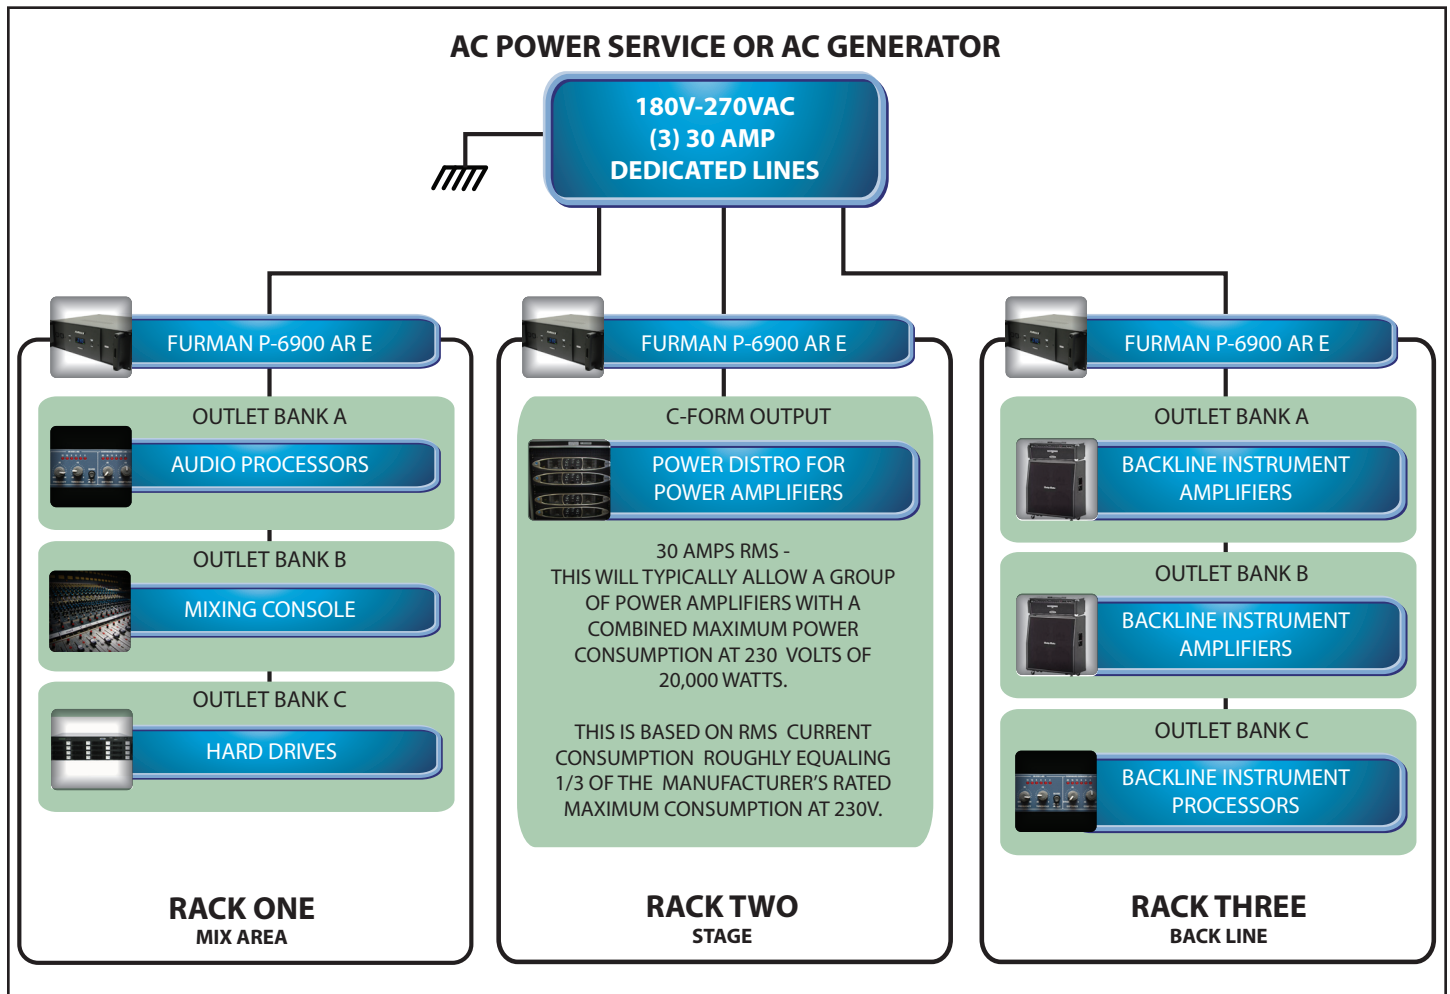 AC POWER SERVICE OR AC GENERATOR
180V-270VAC
(3) 30 AMP
DEDICATED LINES
FURMAN P-6900 AR E
OUTLET BANK A
AUDIO PROCESSORS
OUTLET BANK B
MIXING CONSOLE
OUTLET BANK C
HARD DRIVES
RACK ONE
MIX AREA
FURMAN P-6900 AR E
C-FORM OUTPUT
POWER DISTRO FOR
POWER AMPLIFIERS
30 AMPS RMS -
THIS WILL TYPICALLY ALLOW A GROUP
OF POWER AMPLIFIERS WITH A
COMBINED MAXIMUM POWER
CONSUMPTION AT 230 VOLTS OF
20,000 WATTS.
THIS IS BASED ON RMS CURRENT
CONSUMPTION ROUGHLY EQUALING
1/3 OF THE MANUFACTURER'S RATED
MAXIMUM CONSUMPTION AT 230V.
RACK TWO
STAGE
FURMAN P-6900 AR E
OUTLET BANK A
BACKLINE INSTRUMENT
AMPLIFIERS
OUTLET BANK B
BACKLINE INSTRUMENT
AMPLIFIERS
OUTLET BANK C
BACKLINE INSTRUMENT
PROCESSORS
RACK THREE
BACK LINE